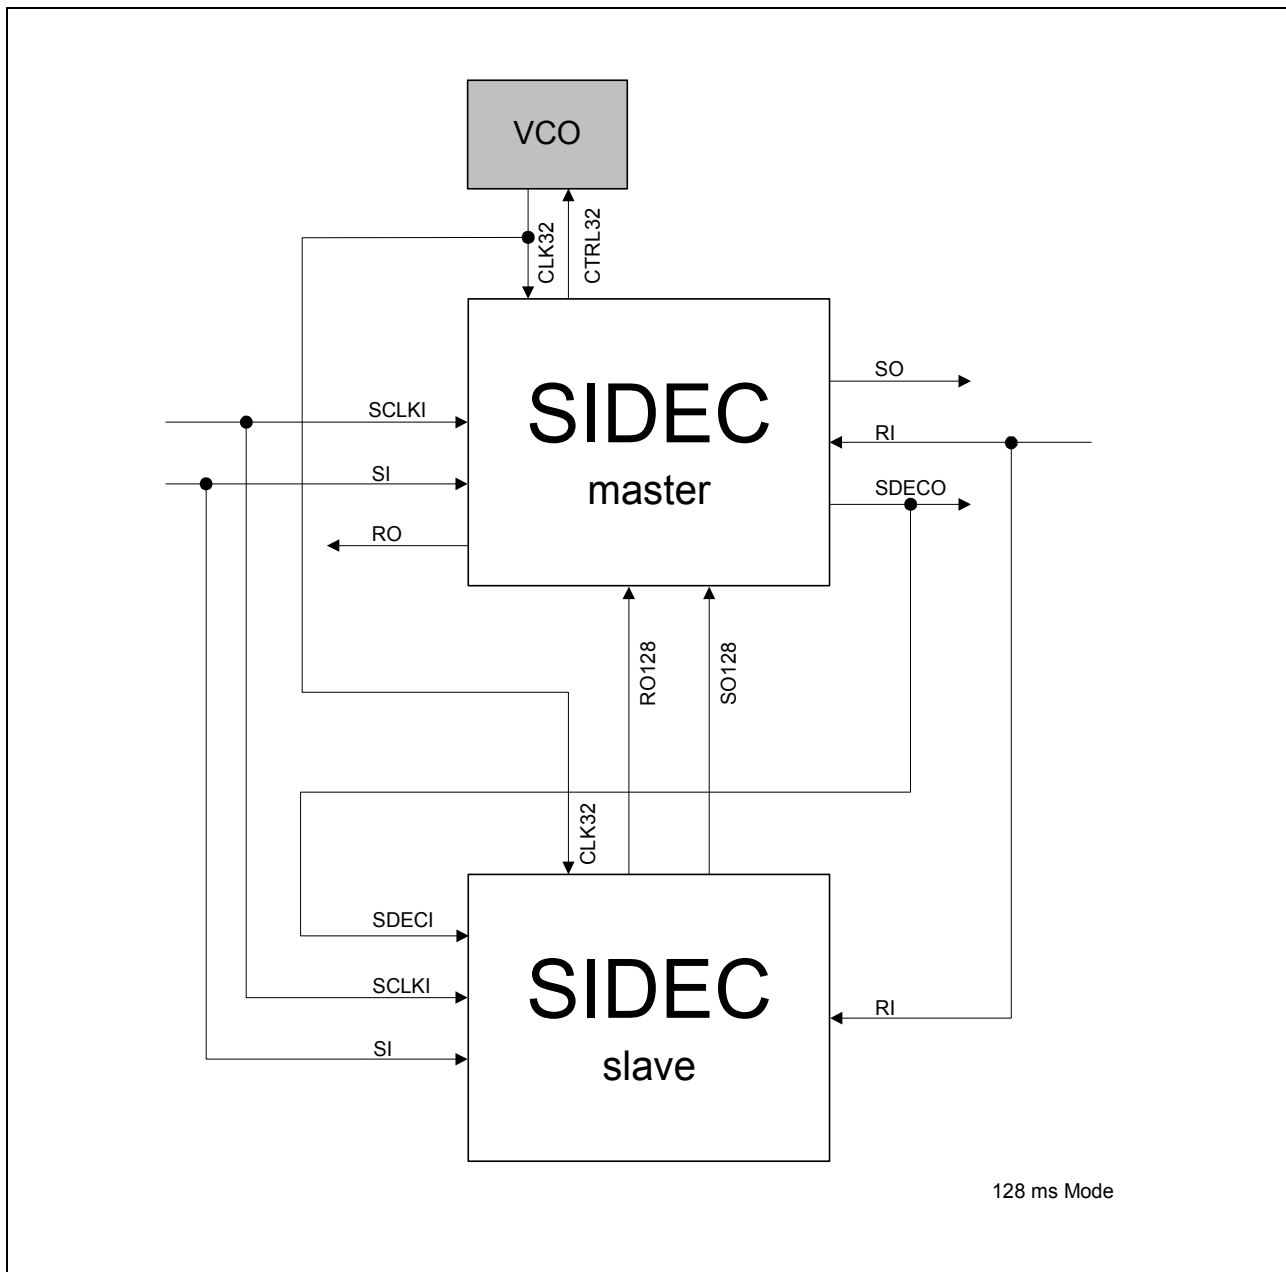 VCO
CLK32
CTRL32
SO
SCLKI
SIDEC
RI
SI
master
SDECO
RO
RO128
SO128
CLK32
SDECI
SIDEC
SCLKI
RI
SI
slave
128 ms Mode